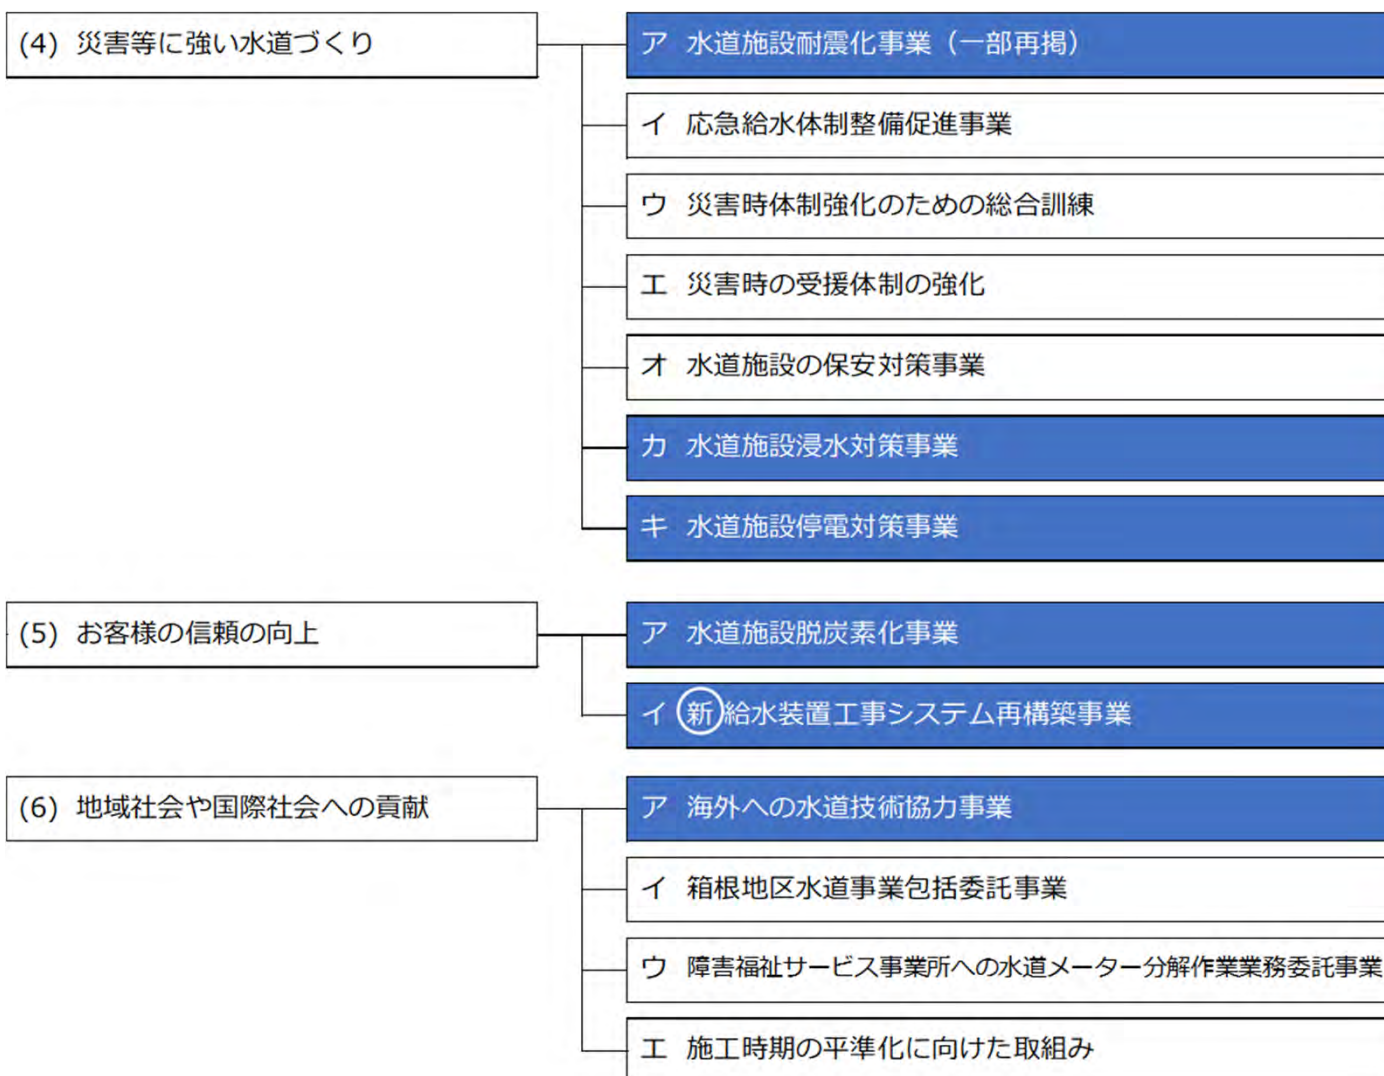 (4) 災害等に強い水道づくり
ア 水道施設耐震化事業（一部再掲）
イ 応急給水体制整備促進事業
ウ 災害時体制強化のための総合訓練
エ 災害時の受援体制の強化
オ 水道施設の保安対策事業
カ 水道施設浸水対策事業
キ 水道施設停電対策事業
(5) お客様の信頼の向上
ア 水道施設脱炭素化事業
イ 新 給水装置工事システム再構築事業
(6) 地域社会や国際社会への貢献
ア 海外への水道技術協力事業
イ 箱根地区水道事業包括委託事業
ウ 障害福祉サービス事業所への水道メーター分解作業業務委託事業
エ 施工時期の平準化に向けた取組み